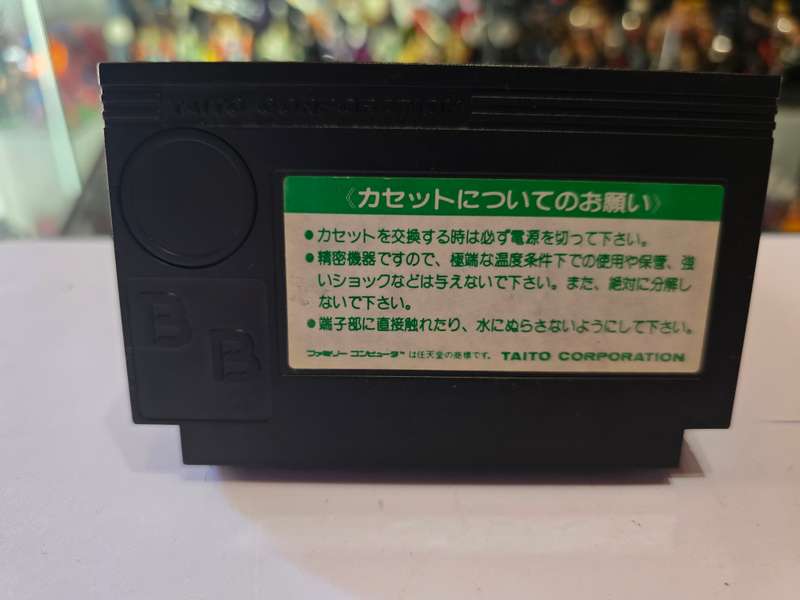 TAITO CORPORATION
《カセットについてのお願い》
●カセットを交換する時は必ず電源を切って下さい。
●精密機器ですので、極端な温度条件下での使用や保管、強
いショックなどは与えないで下さい。また、絶対に分解し
ないで下さい。
●端子部に直接触れたり、水にぬらさないようにして下さい。
ファミリーコンピュータ™は任天堂の商標です。 TAITO CORPORATION
B
B